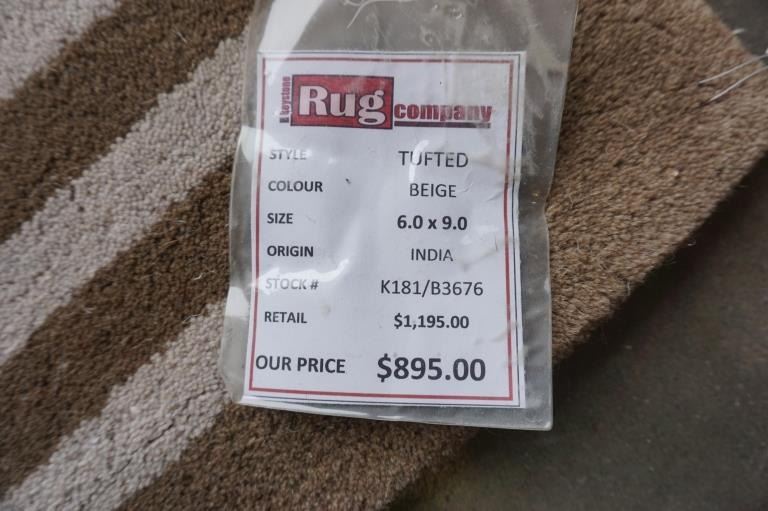 keystone
Rug company
STYLE TUFTED
COLOUR BEIGE
SIZE 6.0 x 9.0
ORIGIN INDIA
STOCK # K181/B3676
RETAIL $1,195.00
OUR PRICE $895.00